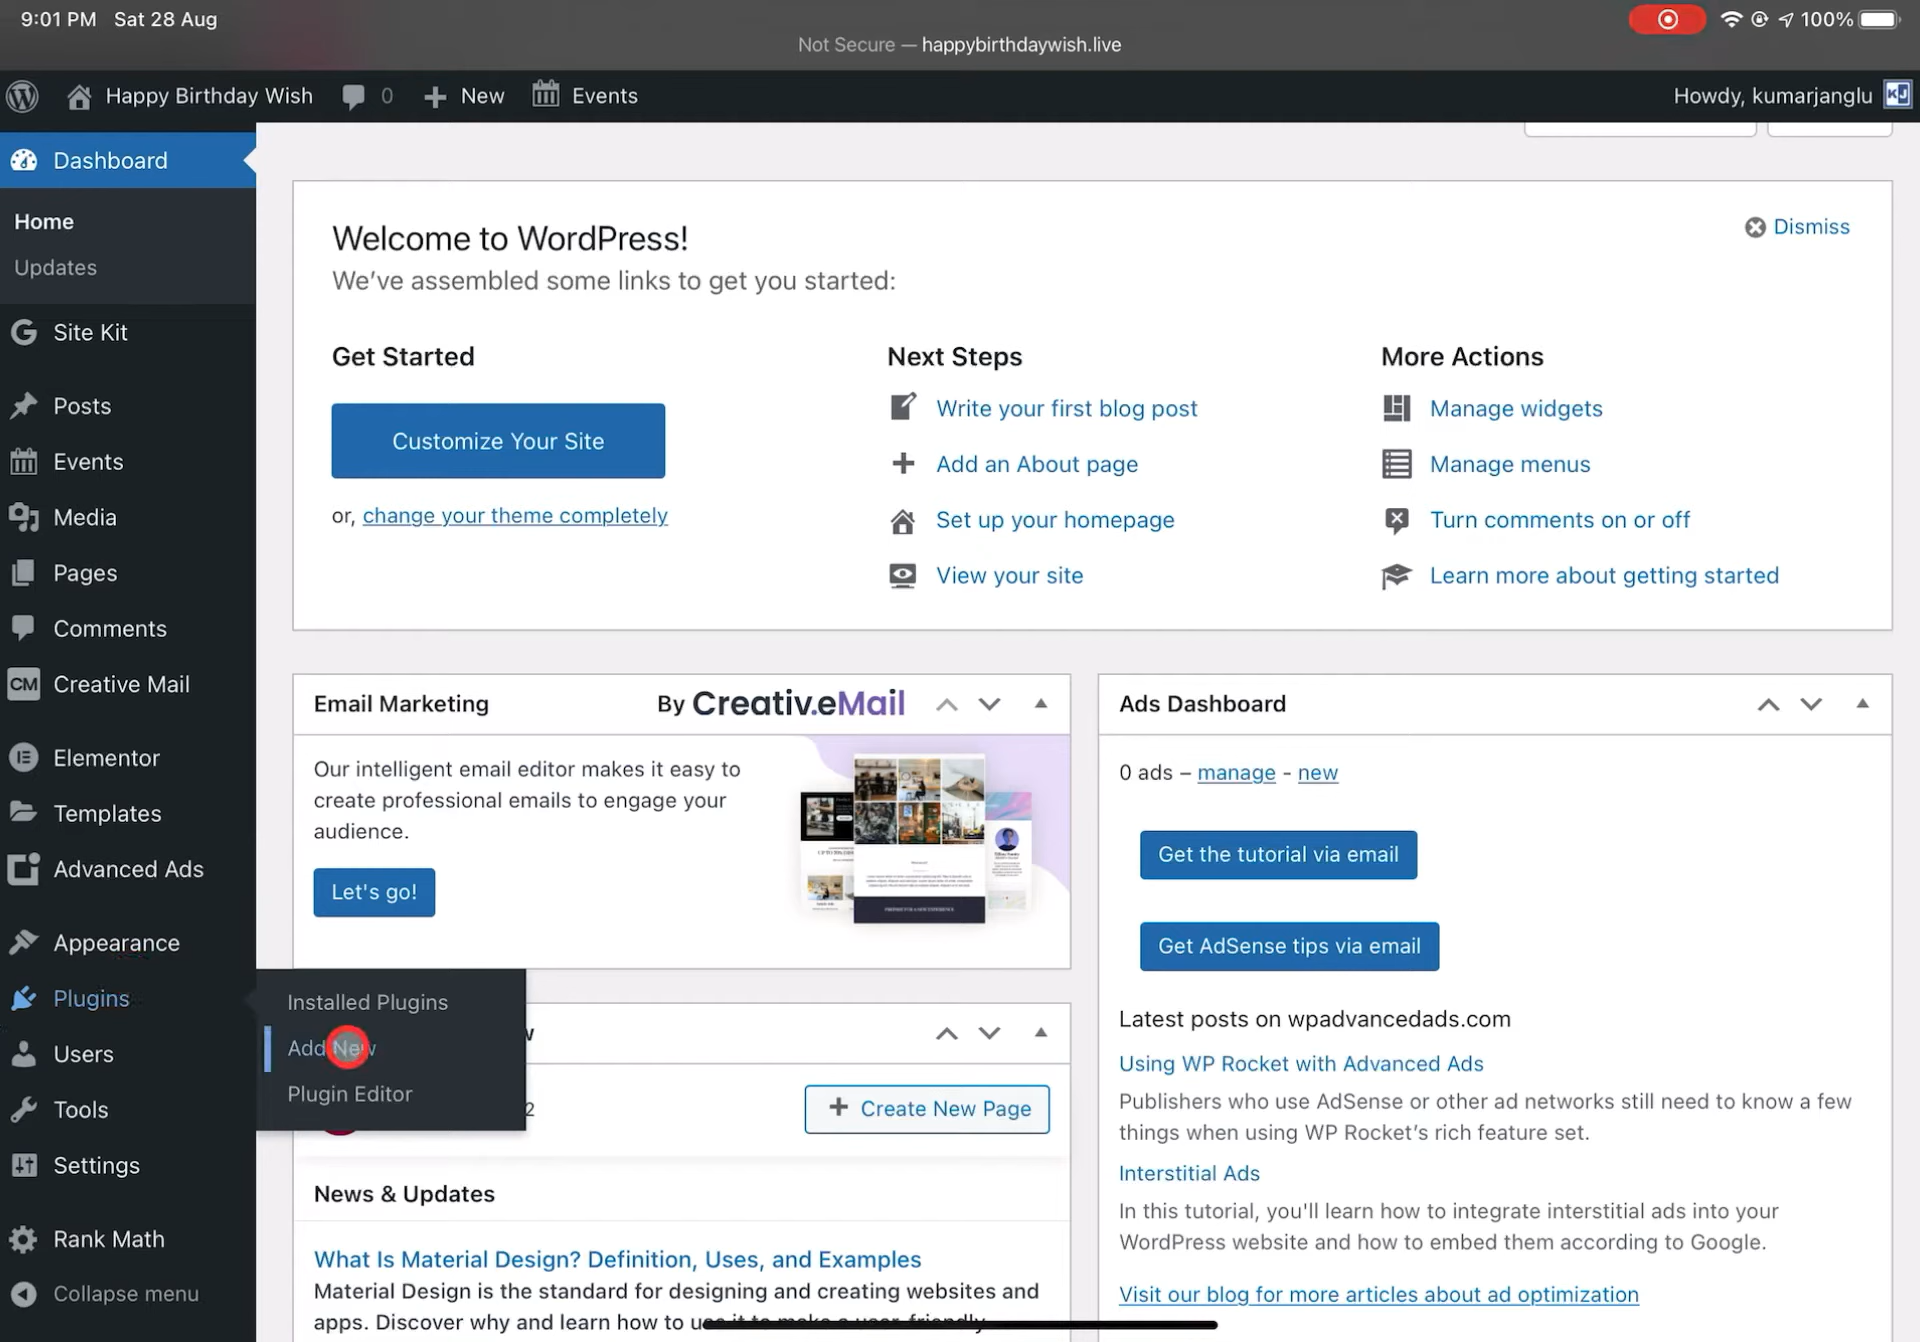 9:01 PM Sat 28 Aug
100%
Not Secure — happybirthdaywish.live
Happy Birthday Wish 0 New Events
Howdy, kumarjanglu KJ
Dashboard
Home
Updates
Site Kit
Posts
Events
Media
Pages
Comments
CM Creative Mail
Elementor
Templates
Advanced Ads
Appearance
Plugins
Users
Tools
Settings
Rank Math
Collapse menu
Installed Plugins
Add New
Plugin Editor
Welcome to WordPress!
Dismiss
We've assembled some links to get you started:
Get Started
Customize Your Site
or, change your theme completely
Next Steps
Write your first blog post
Add an About page
Set up your homepage
View your site
More Actions
Manage widgets
Manage menus
Turn comments on or off
Learn more about getting started
Email Marketing
By Creativ.eMail
Our intelligent email editor makes it easy to
create professional emails to engage your
audience.
Let's go!
Create New Page
News & Updates
What Is Material Design? Definition, Uses, and Examples
Material Design is the standard for designing and creating websites and
apps. Discover why and learn how to use it to make a user-friendly
Ads Dashboard
0 ads – manage - new
Get the tutorial via email
Get AdSense tips via email
Latest posts on wpadvancedads.com
Using WP Rocket with Advanced Ads
Publishers who use AdSense or other ad networks still need to know a few
things when using WP Rocket's rich feature set.
Interstitial Ads
In this tutorial, you'll learn how to integrate interstitial ads into your
WordPress website and how to embed them according to Google.
Visit our blog for more articles about ad optimization